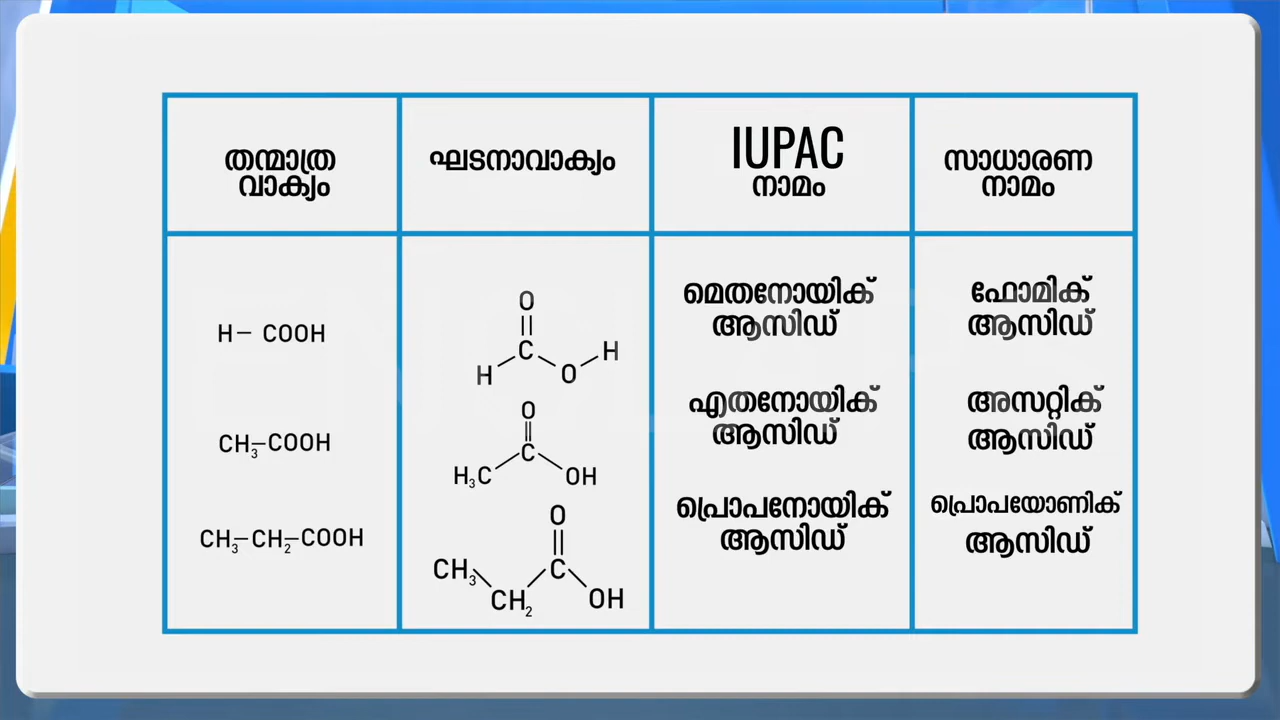 തന്മാത്ര
വാക്യം
ഘടനാവാക്യം
IUPAC
നാമം
സാധാരണ
നാമം
H− COOH
O
C
H
O
H
മെതനോയിക്
ആസിഡ്
ഫോമിക്
ആസിഡ്
CH₃−COOH
O
C
H₃C
OH
എതനോയിക്
ആസിഡ്
അസറ്റിക്
ആസിഡ്
CH₃−CH₂−COOH
O
CH₃
C
CH₂
OH
പ്രൊപനോയിക്
ആസിഡ്
പ്രൊപയോണിക്
ആസിഡ്